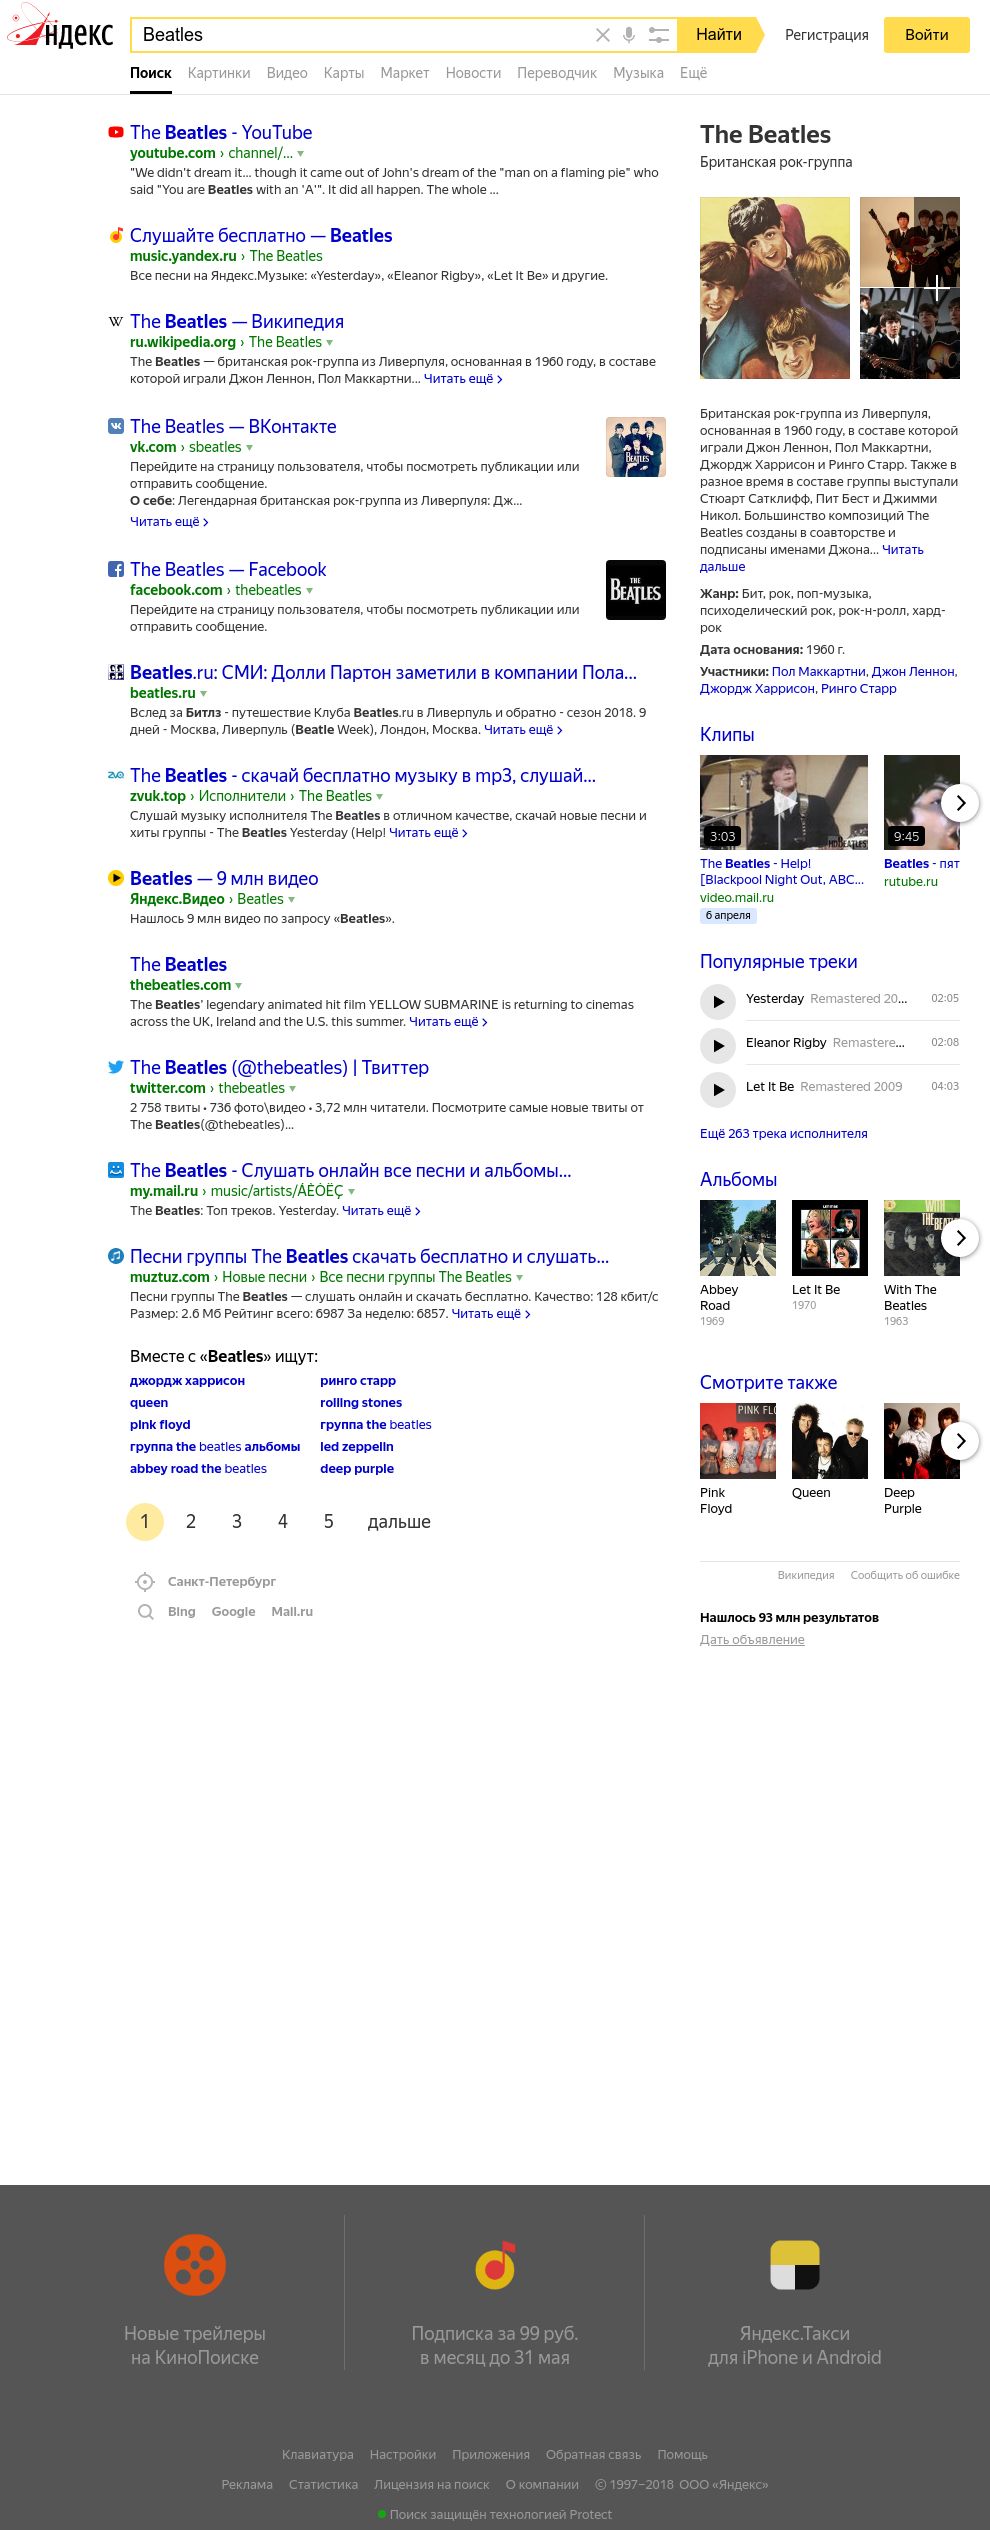 Яндекс
Beatles
Найти
Регистрация
Войти
Поиск Картинки Видео Карты Маркет Новости Переводчик Музыка Ещё
The Beatles - YouTube
youtube.com › channel/...
"We didn't dream it... though it came out of John's dream of the "man on a flaming pie" who
said "You are Beatles with an 'A'". It did all happen. The whole ...
Слушайте бесплатно — Beatles
music.yandex.ru › The Beatles
Все песни на Яндекс.Музыке: «Yesterday», «Eleanor Rigby», «Let It Be» и другие.
The Beatles — Википедия
ru.wikipedia.org › The Beatles
The Beatles — британская рок-группа из Ливерпуля, основанная в 1960 году, в составе
которой играли Джон Леннон, Пол Маккартни... Читать ещё
The Beatles — ВКонтакте
vk.com › sbeatles
Перейдите на страницу пользователя, чтобы посмотреть публикации или
отправить сообщение.
О себе: Легендарная британская рок-группа из Ливерпуля: Дж...
Читать ещё
THE BEATLES
The Beatles — Facebook
facebook.com › thebeatles
Перейдите на страницу пользователя, чтобы посмотреть публикации или
отправить сообщение.
THE BEATLES
Beatles.ru: СМИ: Долли Партон заметили в компании Пола...
beatles.ru
Вслед за Битлз - путешествие Клуба Beatles.ru в Ливерпуль и обратно - сезон 2018. 9
дней - Москва, Ливерпуль (Beatle Week), Лондон, Москва. Читать ещё
The Beatles - скачай бесплатно музыку в mp3, слушай...
zvuk.top › Исполнители › The Beatles
Слушай музыку исполнителя The Beatles в отличном качестве, скачай новые песни и
хиты группы - The Beatles Yesterday (Help! Читать ещё
Beatles — 9 млн видео
Яндекс.Видео › Beatles
Нашлось 9 млн видео по запросу «Beatles».
The Beatles
thebeatles.com
The Beatles' legendary animated hit film YELLOW SUBMARINE is returning to cinemas
across the UK, Ireland and the U.S. this summer. Читать ещё
The Beatles (@thebeatles) | Твиттер
twitter.com › thebeatles
2 758 твиты • 736 фото\видео • 3,72 млн читатели. Посмотрите самые новые твиты от
The Beatles(@thebeatles)...
The Beatles - Слушать онлайн все песни и альбомы...
my.mail.ru › music/artists/ÁËÓËÇ
The Beatles: Топ треков. Yesterday. Читать ещё
Песни группы The Beatles скачать бесплатно и слушать...
muztuz.com › Новые песни › Все песни группы The Beatles
Песни группы The Beatles — слушать онлайн и скачать бесплатно. Качество: 128 кбит/с
Размер: 2.6 Мб Рейтинг всего: 6987 За неделю: 6857. Читать ещё
Вместе с «Beatles» ищут:
джордж харрисон ринго старр
queen rolling stones
pink floyd группа the beatles
группа the beatles альбомы led zeppelin
abbey road the beatles deep purple
1 2 3 4 5 дальше
Санкт-Петербург
Bing Google Mail.ru
The Beatles
Британская рок-группа
Британская рок-группа из Ливерпуля,
основанная в 1960 году, в составе которой
играли Джон Леннон, Пол Маккартни,
Джордж Харрисон и Ринго Старр. Также в
разное время в составе группы выступали
Стюарт Сатклифф, Пит Бест и Джимми
Никол. Большинство композиций The
Beatles созданы в соавторстве и
подписаны именами Джона... Читать
дальше
Жанр: Бит, рок, поп-музыка,
психоделический рок, рок-н-ролл, хард-
рок
Дата основания: 1960 г.
Участники: Пол Маккартни, Джон Леннон,
Джордж Харрисон, Ринго Старр
Клипы
HDBEATLES
3:03 9:45
The Beatles - Help! Beatles - пят
[Blackpool Night Out, ABC... rutube.ru
video.mail.ru
6 апреля
Популярные треки
Yesterday Remastered 20... 02:05
Eleanor Rigby Remastere... 02:08
Let It Be Remastered 2009 04:03
Ещё 263 трека исполнителя
Альбомы
LET IT BE
WITH THE BEATLES
Abbey Road
1969
Let It Be
1970
With The Beatles
1963
Смотрите также
PINK FLO
Pink Floyd
Queen
Deep Purple
Википедия Сообщить об ошибке
Нашлось 93 млн результатов
Дать объявление
Новые трейлеры
на КиноПоиске
Подписка за 99 руб.
в месяц до 31 мая
Яндекс.Такси
для iPhone и Android
Клавиатура Настройки Приложения Обратная связь Помощь
Реклама Статистика Лицензия на поиск О компании © 1997–2018 ООО «Яндекс»
Поиск защищён технологией Protect